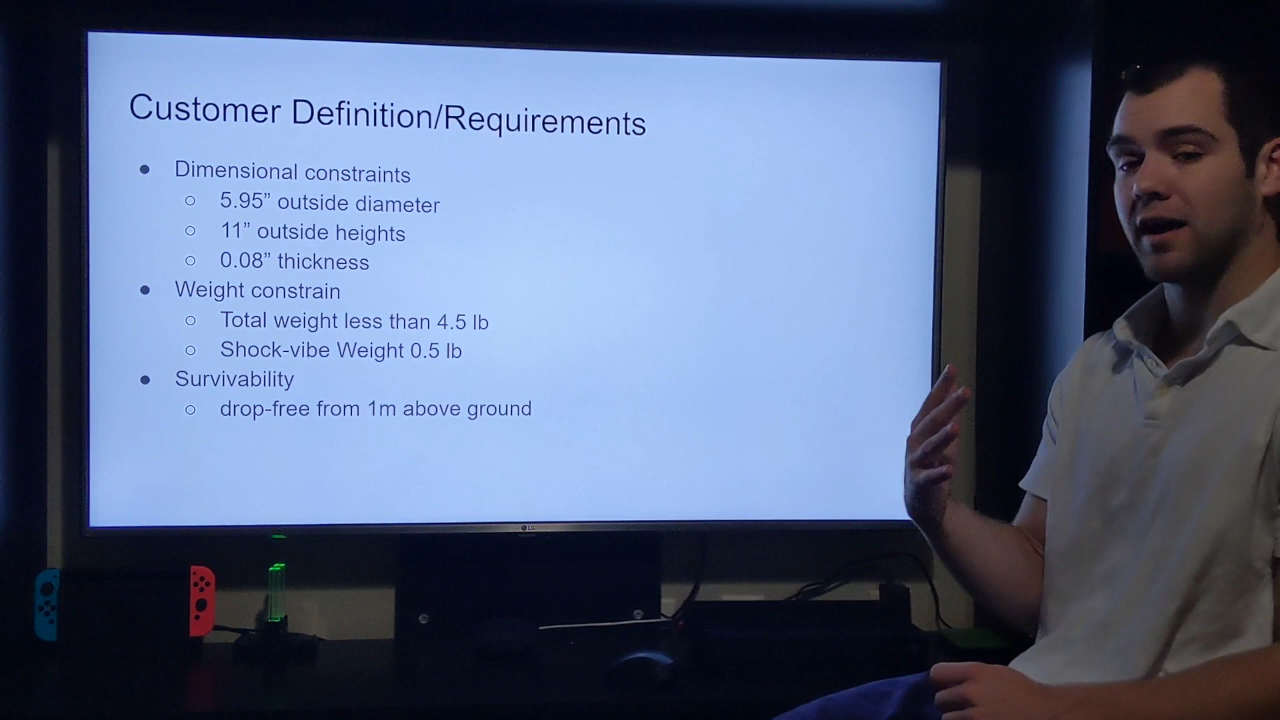 Customer Definition/Requirements
● Dimensional constraints
○ 5.95” outside diameter
○ 11” outside heights
○ 0.08” thickness
● Weight constrain
○ Total weight less than 4.5 lb
○ Shock-vibe Weight 0.5 lb
● Survivability
○ drop-free from 1m above ground
LG